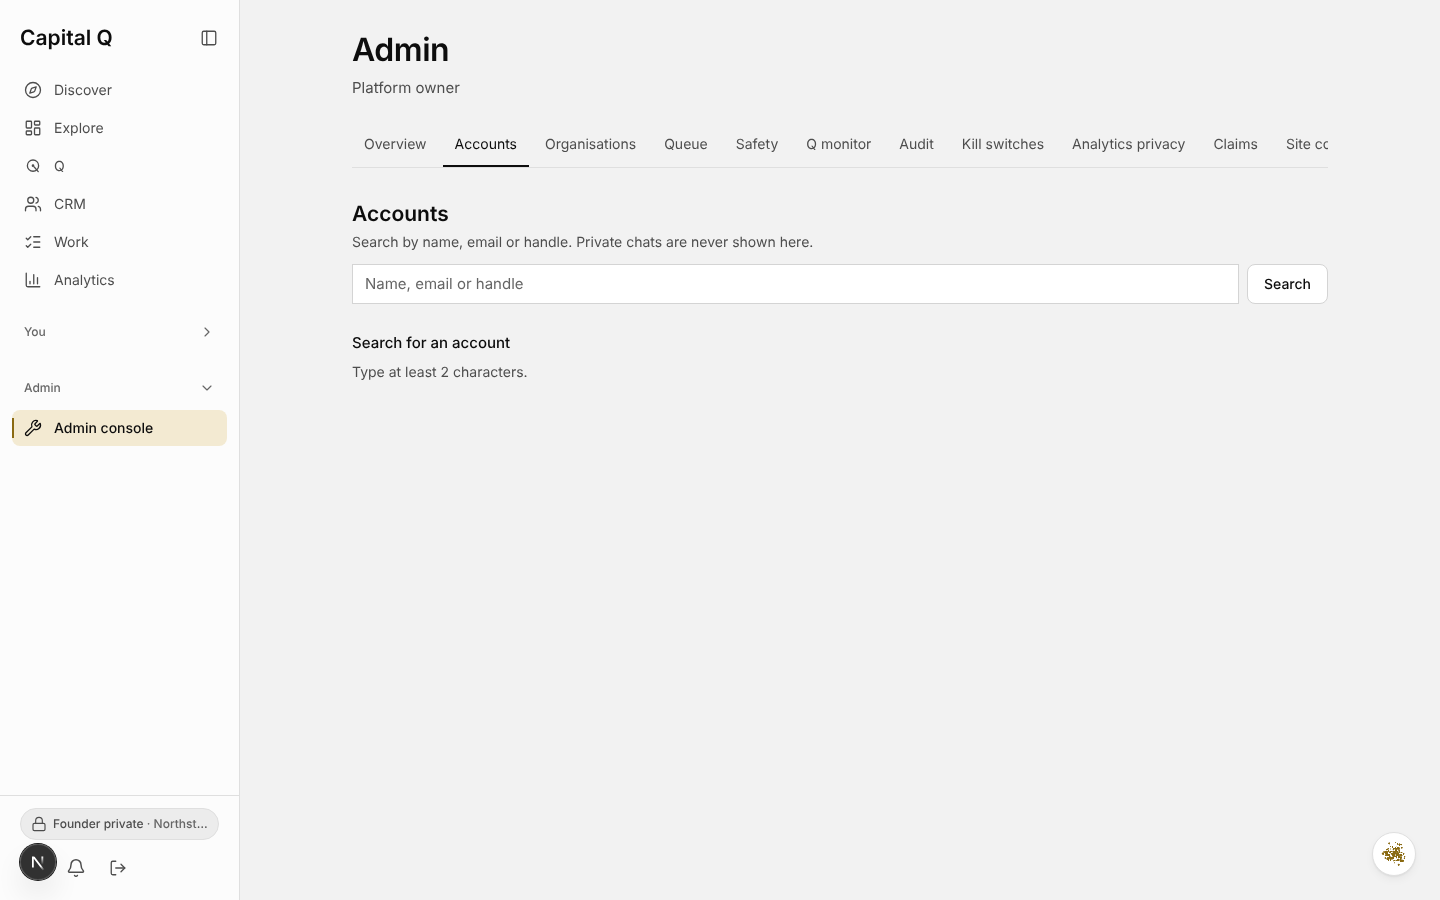 Capital Q
Discover
Explore
Q
CRM
Work
Analytics
You
Admin
Admin console
Founder private · Northst...
N
Admin
Platform owner
Overview Accounts Organisations Queue Safety Q monitor Audit Kill switches Analytics privacy Claims Site co
Accounts
Search by name, email or handle. Private chats are never shown here.
Name, email or handle Search
Search for an account
Type at least 2 characters.